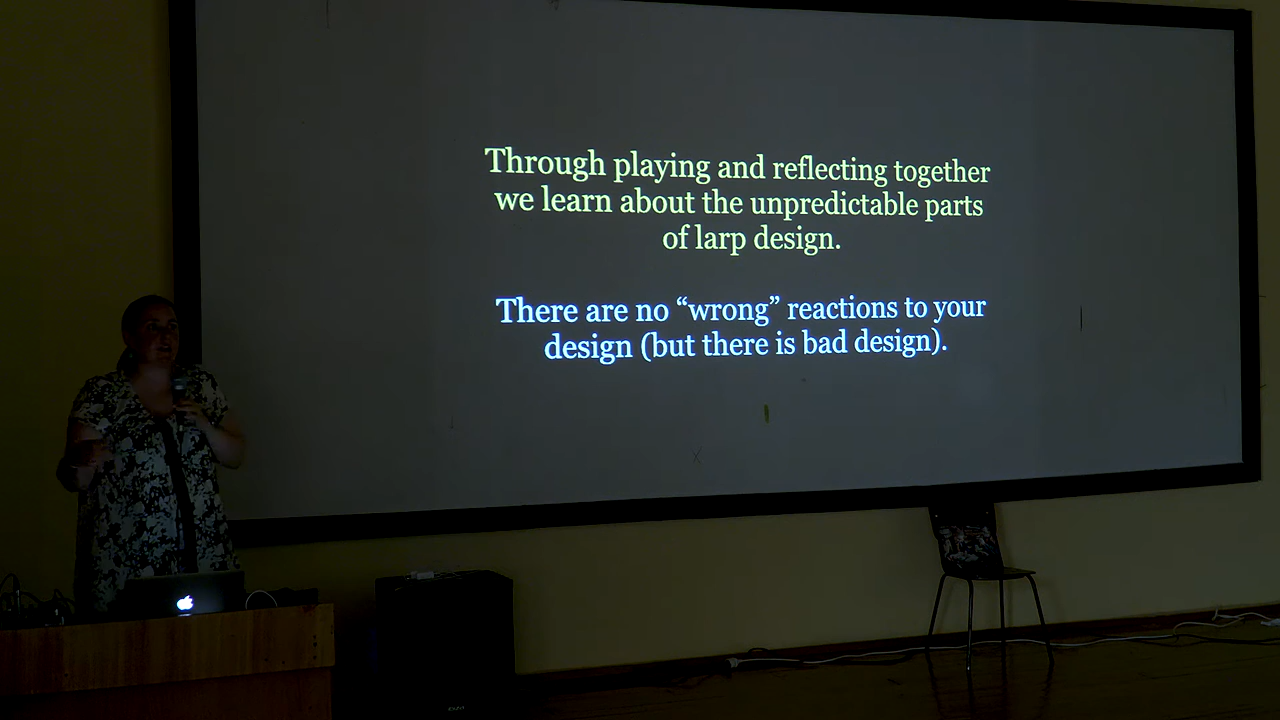 Through playing and reflecting together
we learn about the unpredictable parts
of larp design.
There are no “wrong” reactions to your
design (but there is bad design).